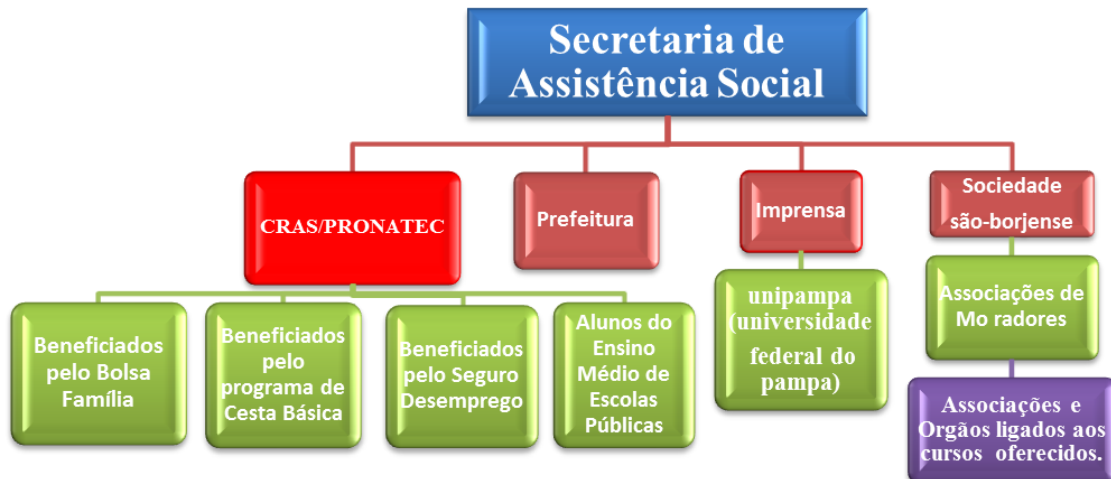 Secretaria de
Assistência Social
CRAS/PRONATEC
Prefeitura
Imprensa
Sociedade
são-borjense
Beneficiados
pelo Bolsa
Família
Beneficiados
pelo
programa de
Cesta Básica
Beneficiados
pelo Seguro
Desemprego
Alunos do
Ensino
Médio de
Escolas
Públicas
unipampa
(universidade
federal do
pampa)
Associações de
Mo radores
Associações e
Orgãos ligados aos
cursos oferecidos.